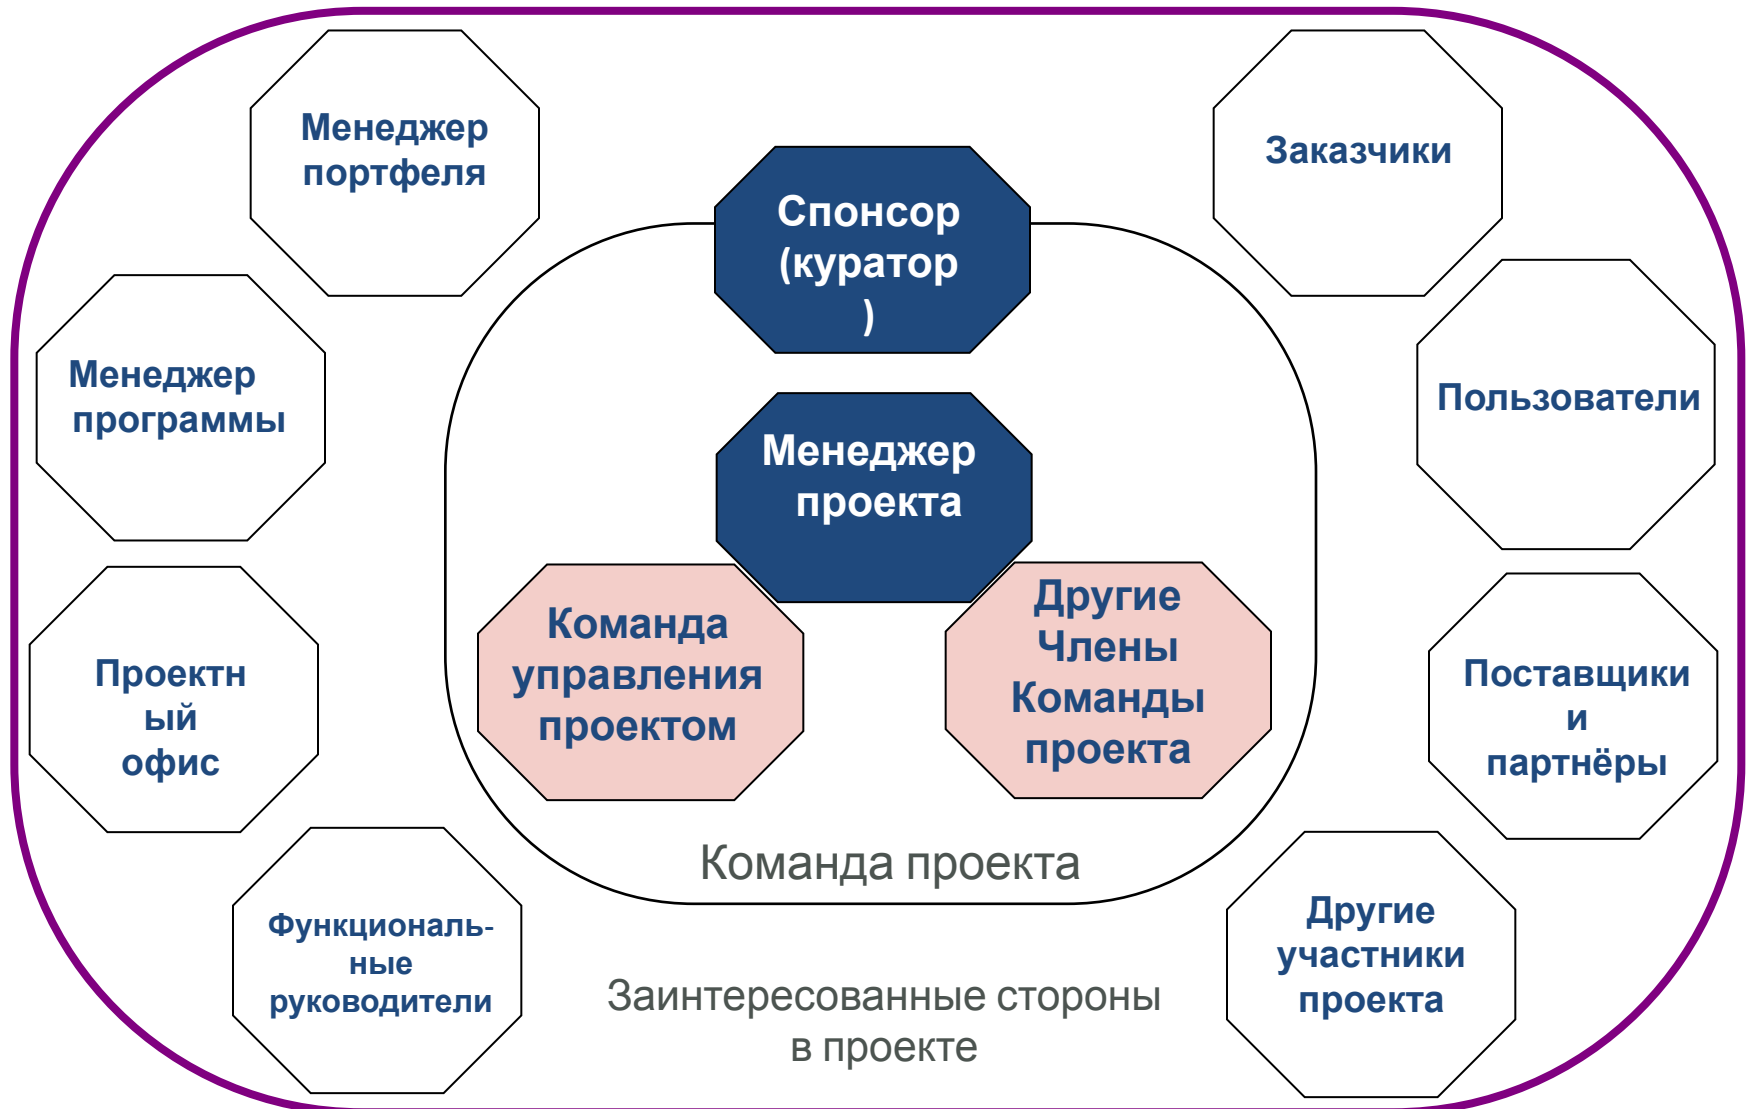 Менеджер
портфеля
Заказчики
Спонсор
(куратор
)
Менеджер
программы
Пользователи
Менеджер
проекта
Команда
управления
проектом
Другие
Члены
Команды
проекта
Проектн
ый
офис
Поставщики
и
партнёры
Команда проекта
Функциональ-
ные
руководители
Другие
участники
проекта
Заинтересованные стороны
в проекте